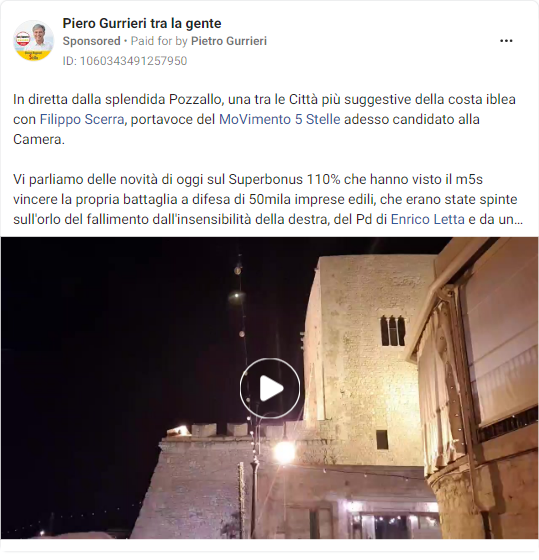 Piero Gurrieri tra la gente
Sponsored • Paid for by Pietro Gurrieri
ID: 1060343491257950
In diretta dalla splendida Pozzallo, una tra le Città più suggestive della costa iblea
con Filippo Scerra, portavoce del MoVimento 5 Stelle adesso candidato alla
Camera.
Vi parliamo delle novità di oggi sul Superbonus 110% che hanno visto il m5s
vincere la propria battaglia a difesa di 50mila imprese edili, che erano state spinte
sull'orlo del fallimento dall'insensibilità della destra, del Pd di Enrico Letta e da un...